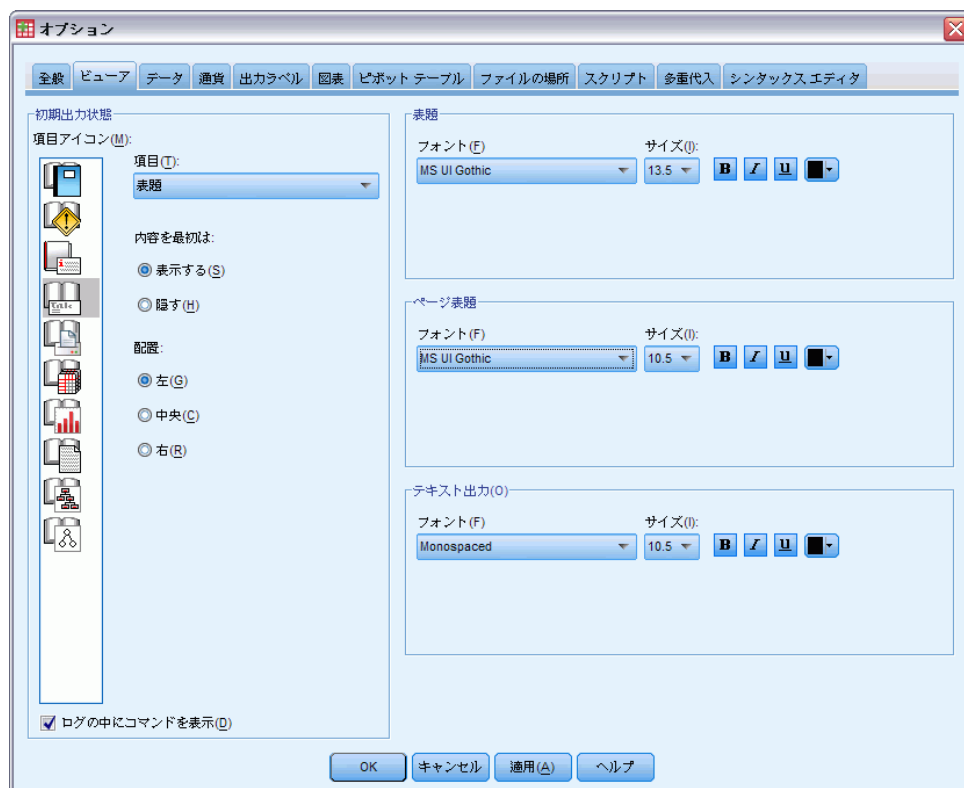 オプション
全般 ビューア データ 通貨 出力ラベル 図表 ピボット テーブル ファイルの場所 スクリプト 多重代入 シンタックス エディタ
初期出力状態
項目アイコン(M):
項目(T):
表題
内容を最初は:
表示する(S)
隠す(H)
配置:
左(G)
中央(C)
右(R)
ログの中にコマンドを表示(D)
表題
フォント(F) サイズ(I):
MS UI Gothic 13.5 B I U
ページ表題
フォント(F) サイズ(I):
MS UI Gothic 10.5 B I U
テキスト出力(O)
フォント(F) サイズ(I):
Monospaced 10.5 B I U
OK キャンセル 適用(A) ヘルプ